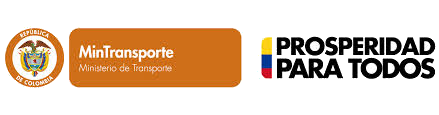 REPÚBLICA
DE COLOMBIA
MinTransporte
Ministerio de Transporte
PROSPERIDAD
PARA TODOS